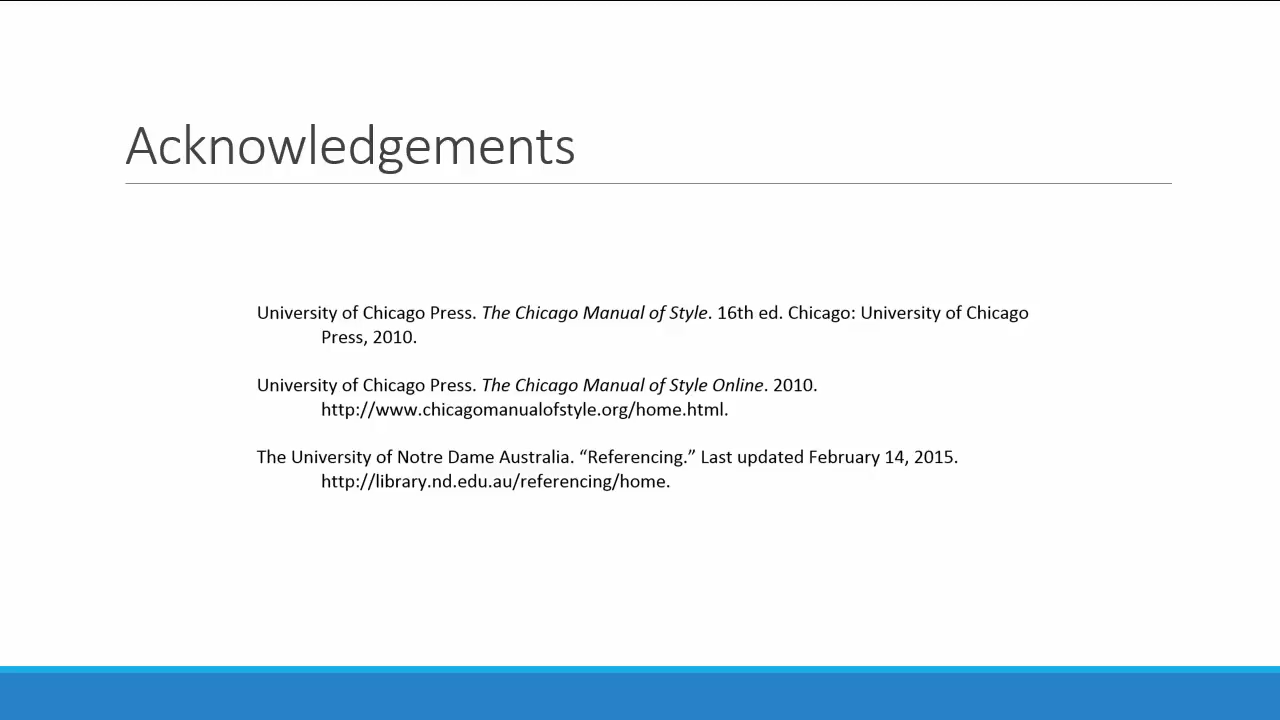 Acknowledgements
University of Chicago Press. The Chicago Manual of Style. 16th ed. Chicago: University of Chicago
Press, 2010.
University of Chicago Press. The Chicago Manual of Style Online. 2010.
http://www.chicagomanualofstyle.org/home.html.
The University of Notre Dame Australia. “Referencing.” Last updated February 14, 2015.
http://library.nd.edu.au/referencing/home.